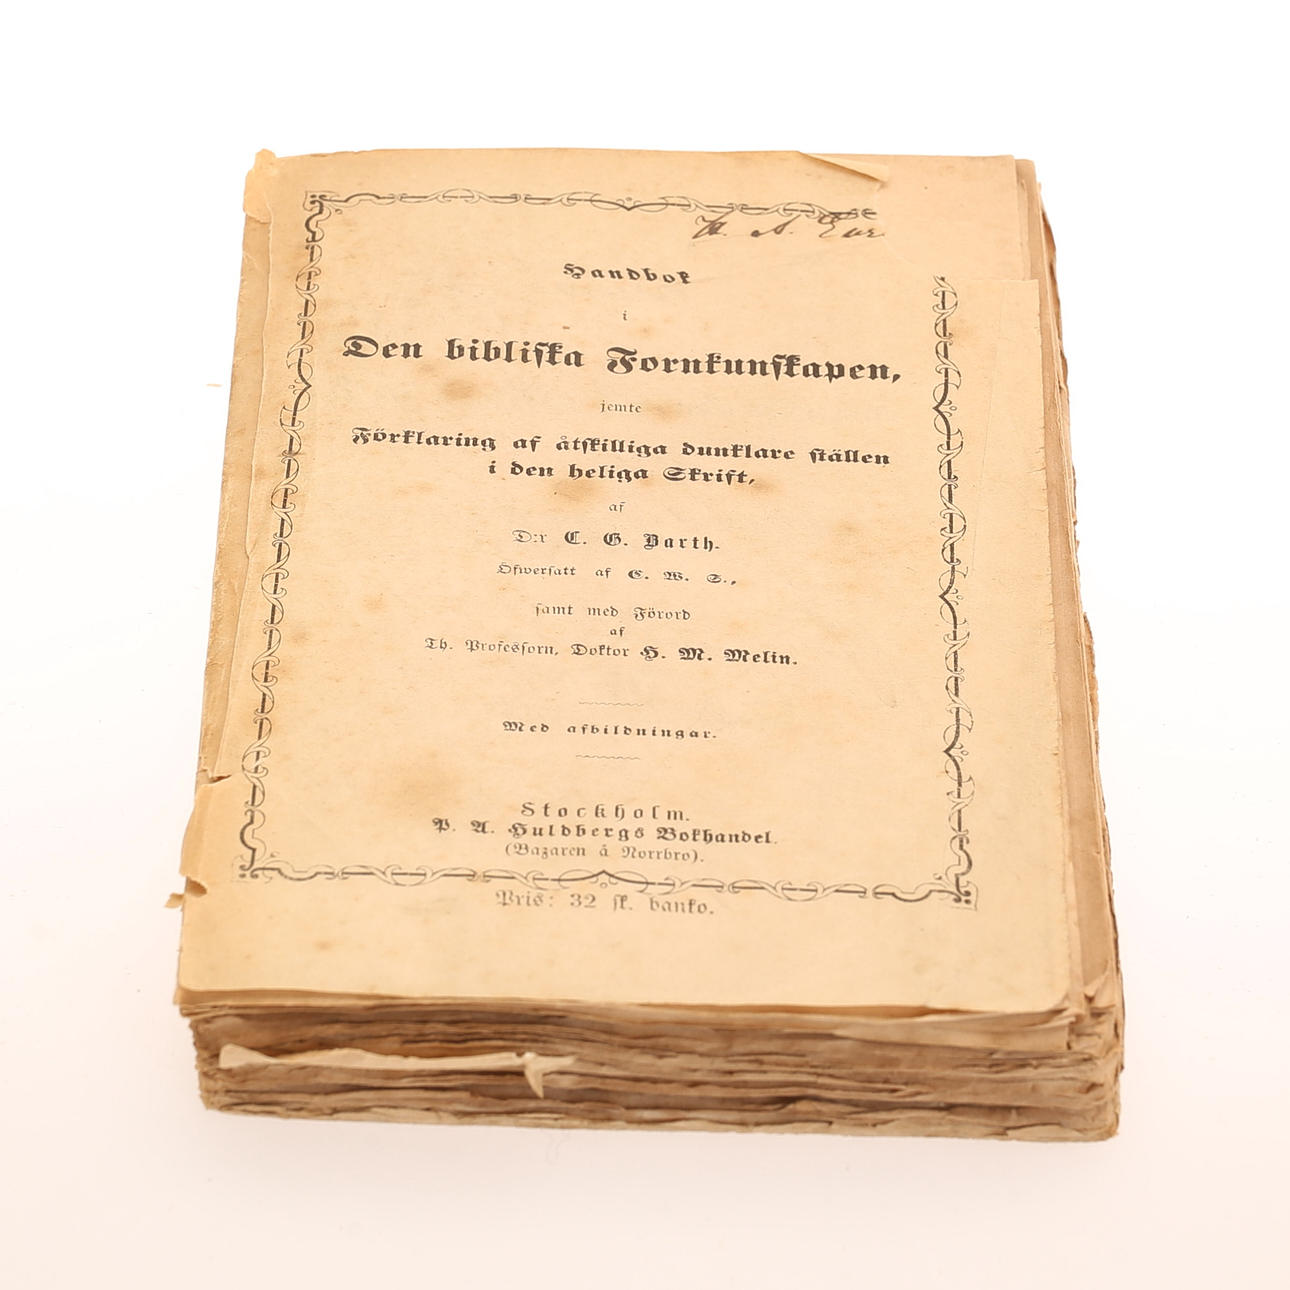 Handbok
i
Den bibliska Fornkunskapen,
jemte
Förklaring af åtskilliga dunklare ställen
i den heliga Skrift,
af
D:r C. G. Barth.
Öfwersatt af C. W. S.,
samt med Förord
af
Th. Professorn, Doktor H. M. Melin.
Med afbildningar.
Stockholm.
P. A. Huldbergs Bokhandel.
(Bazaren å Norrbro).
Pris: 32 sk. banko.